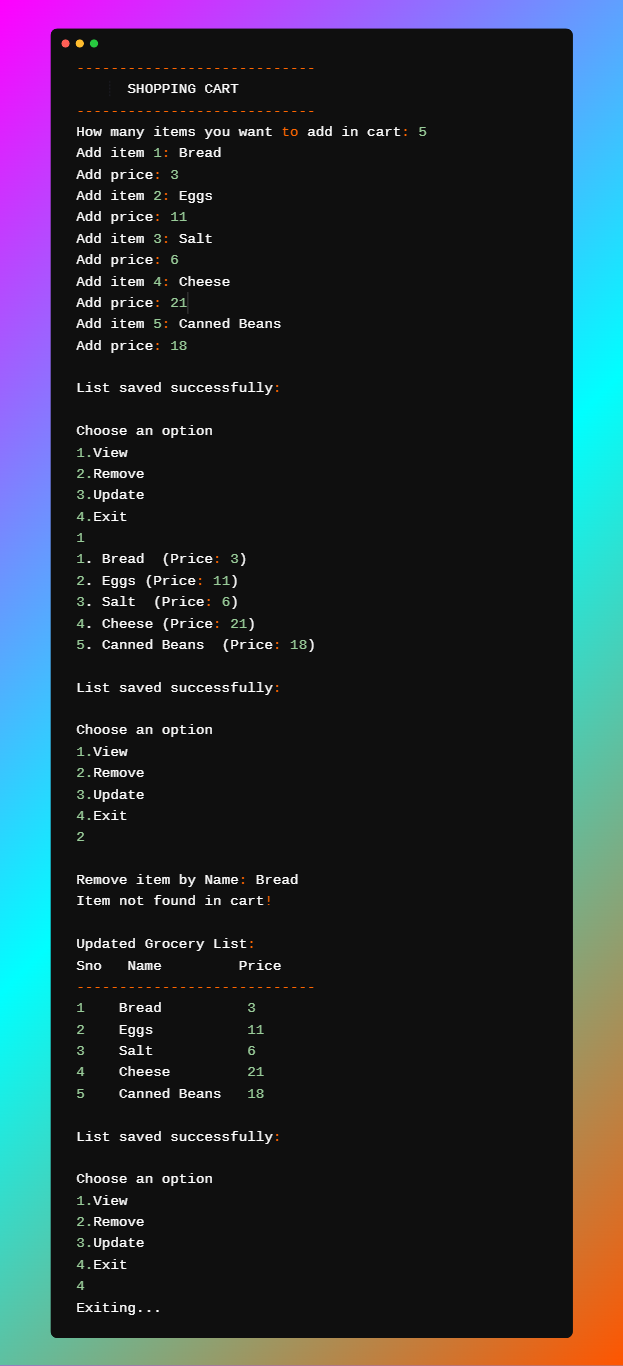 ----------------------------
SHOPPING CART
----------------------------
How many items you want to add in cart: 5
Add item 1: Bread
Add price: 3
Add item 2: Eggs
Add price: 11
Add item 3: Salt
Add price: 6
Add item 4: Cheese
Add price: 21
Add item 5: Canned Beans
Add price: 18
List saved successfully:
Choose an option
1.View
2.Remove
3.Update
4.Exit
1
1. Bread  (Price: 3)
2. Eggs (Price: 11)
3. Salt  (Price: 6)
4. Cheese (Price: 21)
5. Canned Beans  (Price: 18)
List saved successfully:
Choose an option
1.View
2.Remove
3.Update
4.Exit
2
Remove item by Name: Bread
Item not found in cart!
Updated Grocery List:
Sno   Name         Price
----------------------------
1    Bread          3
2    Eggs           11
3    Salt           6
4    Cheese         21
5    Canned Beans   18
List saved successfully:
Choose an option
1.View
2.Remove
3.Update
4.Exit
4
Exiting...